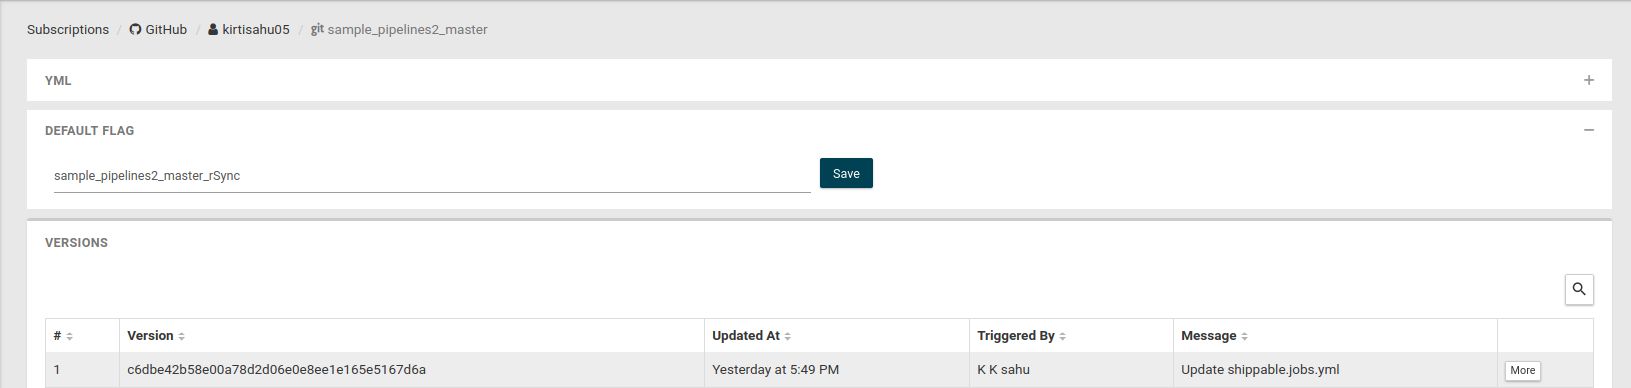 Subscriptions / GitHub / kirtisahu05 / git sample_pipelines2_master
YML +
DEFAULT FLAG −
sample_pipelines2_master_rSync Save
VERSIONS
# Version Updated At Triggered By Message
1 c6dbe42b58e00a78d2d06e0e8ee1e165e5167d6a Yesterday at 5:49 PM K K sahu Update shippable.jobs.yml More